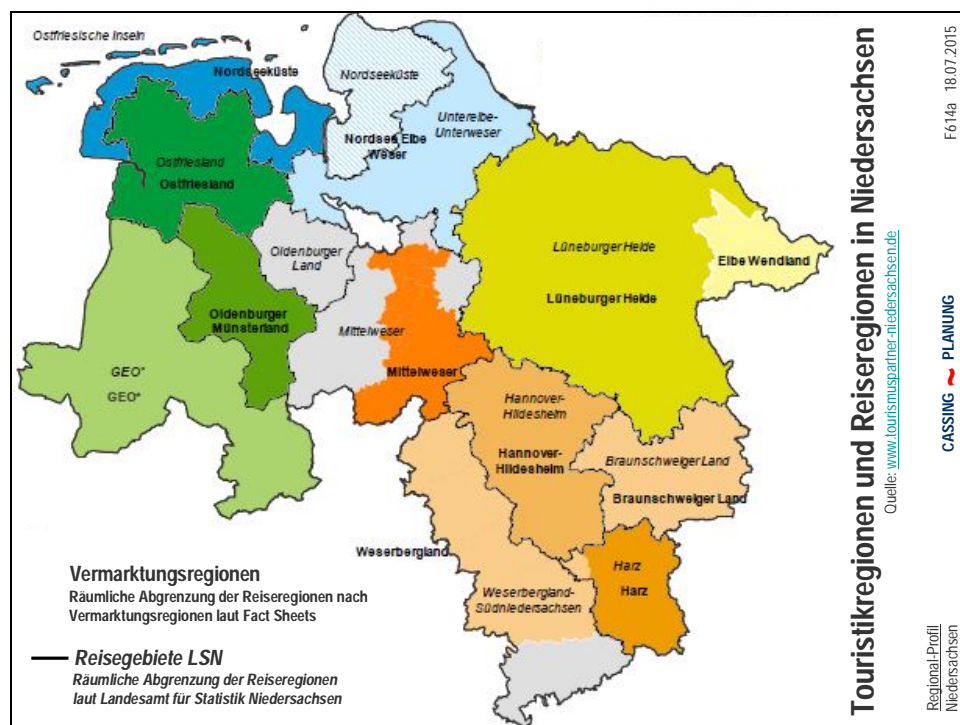 Ostfriesische Inseln
Nordseeküste
Nordseeküste
Unterelbe-
Unterweser
Nordsee Elbe
Weser
Ostfriesland
Ostfriesland
Oldenburger
Land
Lüneburger Heide
Elbe Wendland
Lüneburger Heide
Oldenburger
Münsterland
Mittelweser
Mittelweser
GEO*
GEO*
Hannover-
Hildesheim
Hannover-
Hildesheim
Braunschweiger Land
Braunschweiger Land
Weserbergland
Harz
Harz
Weserbergland-
Südniedersachsen
Vermarktungsregionen
Räumliche Abgrenzung der Reiseregionen nach
Vermarktungsregionen laut Fact Sheets
Reisegebiete LSN
Räumliche Abgrenzung der Reiseregionen
laut Landesamt für Statistik Niedersachsen
Touristikregionen und Reiseregionen in Niedersachsen
Quelle: www.tourismuspartner-niedersachsen.de
F614a 18.07.2015
CASSING ~ PLANUNG
Regional-Profil
Niedersachsen